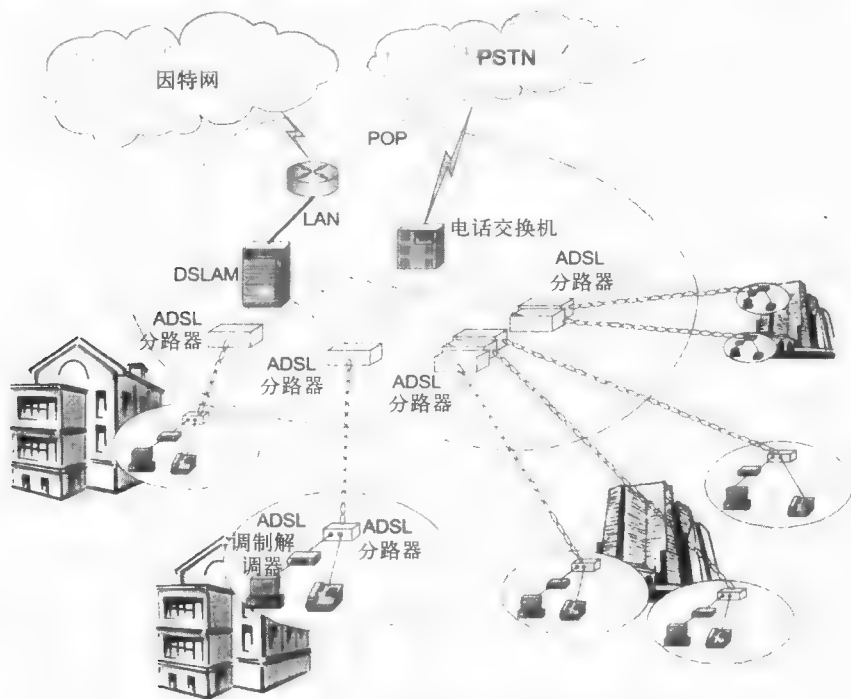 因特网
PSTN
POP
LAN
电话交换机
DSLAM
ADSL
分路器
ADSL
分路器
ADSL
分路器
ADSL
分路器
ADSL
调制解
调器
ADSL
分路器